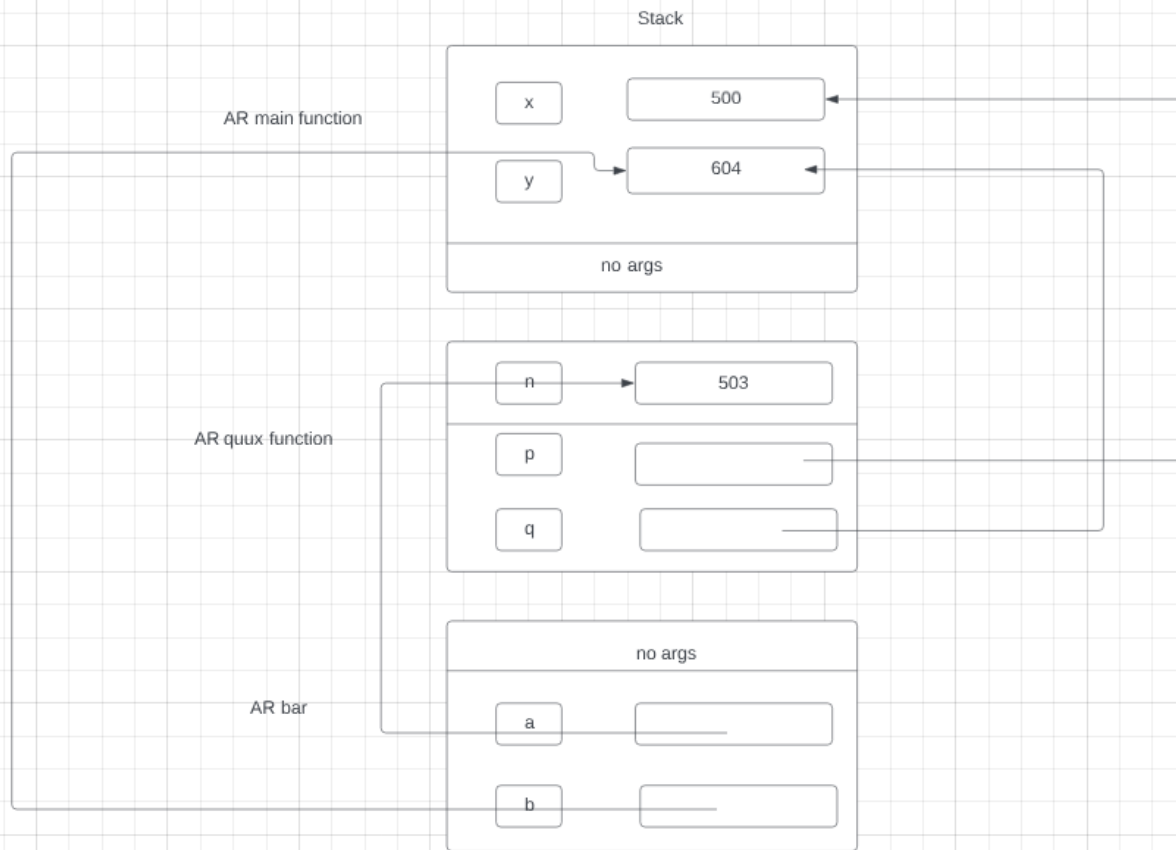 Stack
x
500
AR main function
y
604
no args
n
503
AR quux function
p
q
no args
AR bar
a
b